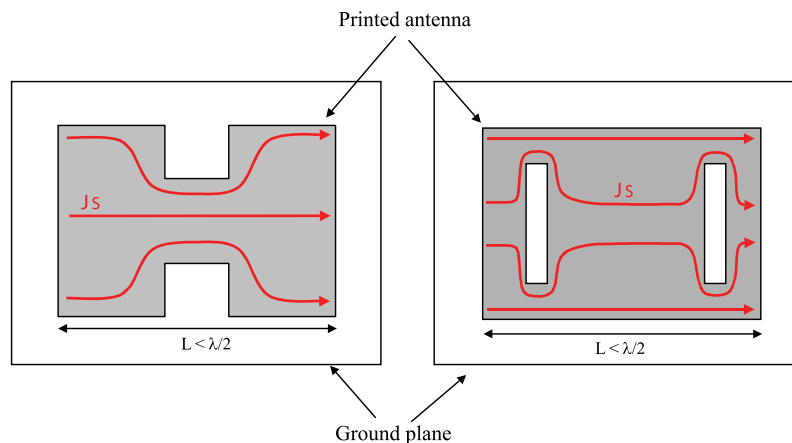 Printed antenna
Js
Js
L < λ/2
L < λ/2
Ground plane